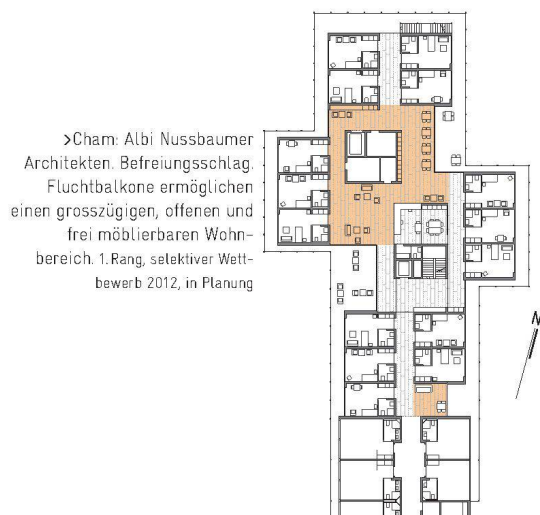 >Cham: Albi Nussbaumer
Architekten. Befreiungsschlag.
Fluchtbalkone ermöglichen
einen grosszügigen, offenen und
frei möblierbaren Wohn-
bereich. 1.Rang, selektiver Wett-
bewerb 2012, in Planung
N